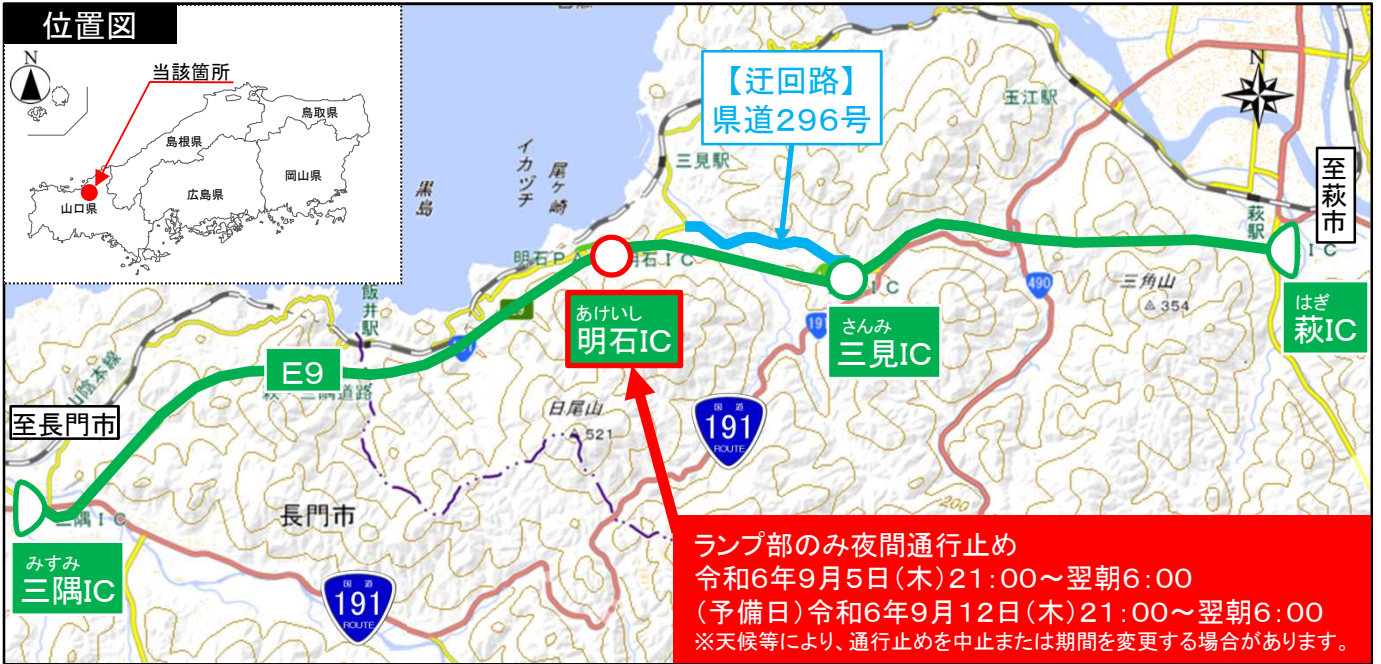 位置図
N
当該箇所
鳥取県
島根県
岡山県
広島県
山口県
【迂回路】
県道296号
N
玉江駅
三見駅
至萩市
萩駅
IC
イカヅチ
尾ケ崎
黒島
明石PA
明石IC
IC
飯井駅
490
三角山
354
あけいし
明石IC
191
さんみ
三見IC
はぎ
萩IC
E9
萩・三隅道路
山陰本線
至長門市
日尾山
521
国道
191
ROUTE
200
長門市
三隅IC
みすみ
三隅IC
国道
191
ROUTE
ランプ部のみ夜間通行止め
令和6年9月5日(木)21:00～翌朝6:00
(予備日)令和6年9月12日(木)21:00～翌朝6:00
※天候等により、通行止めを中止または期間を変更する場合があります。